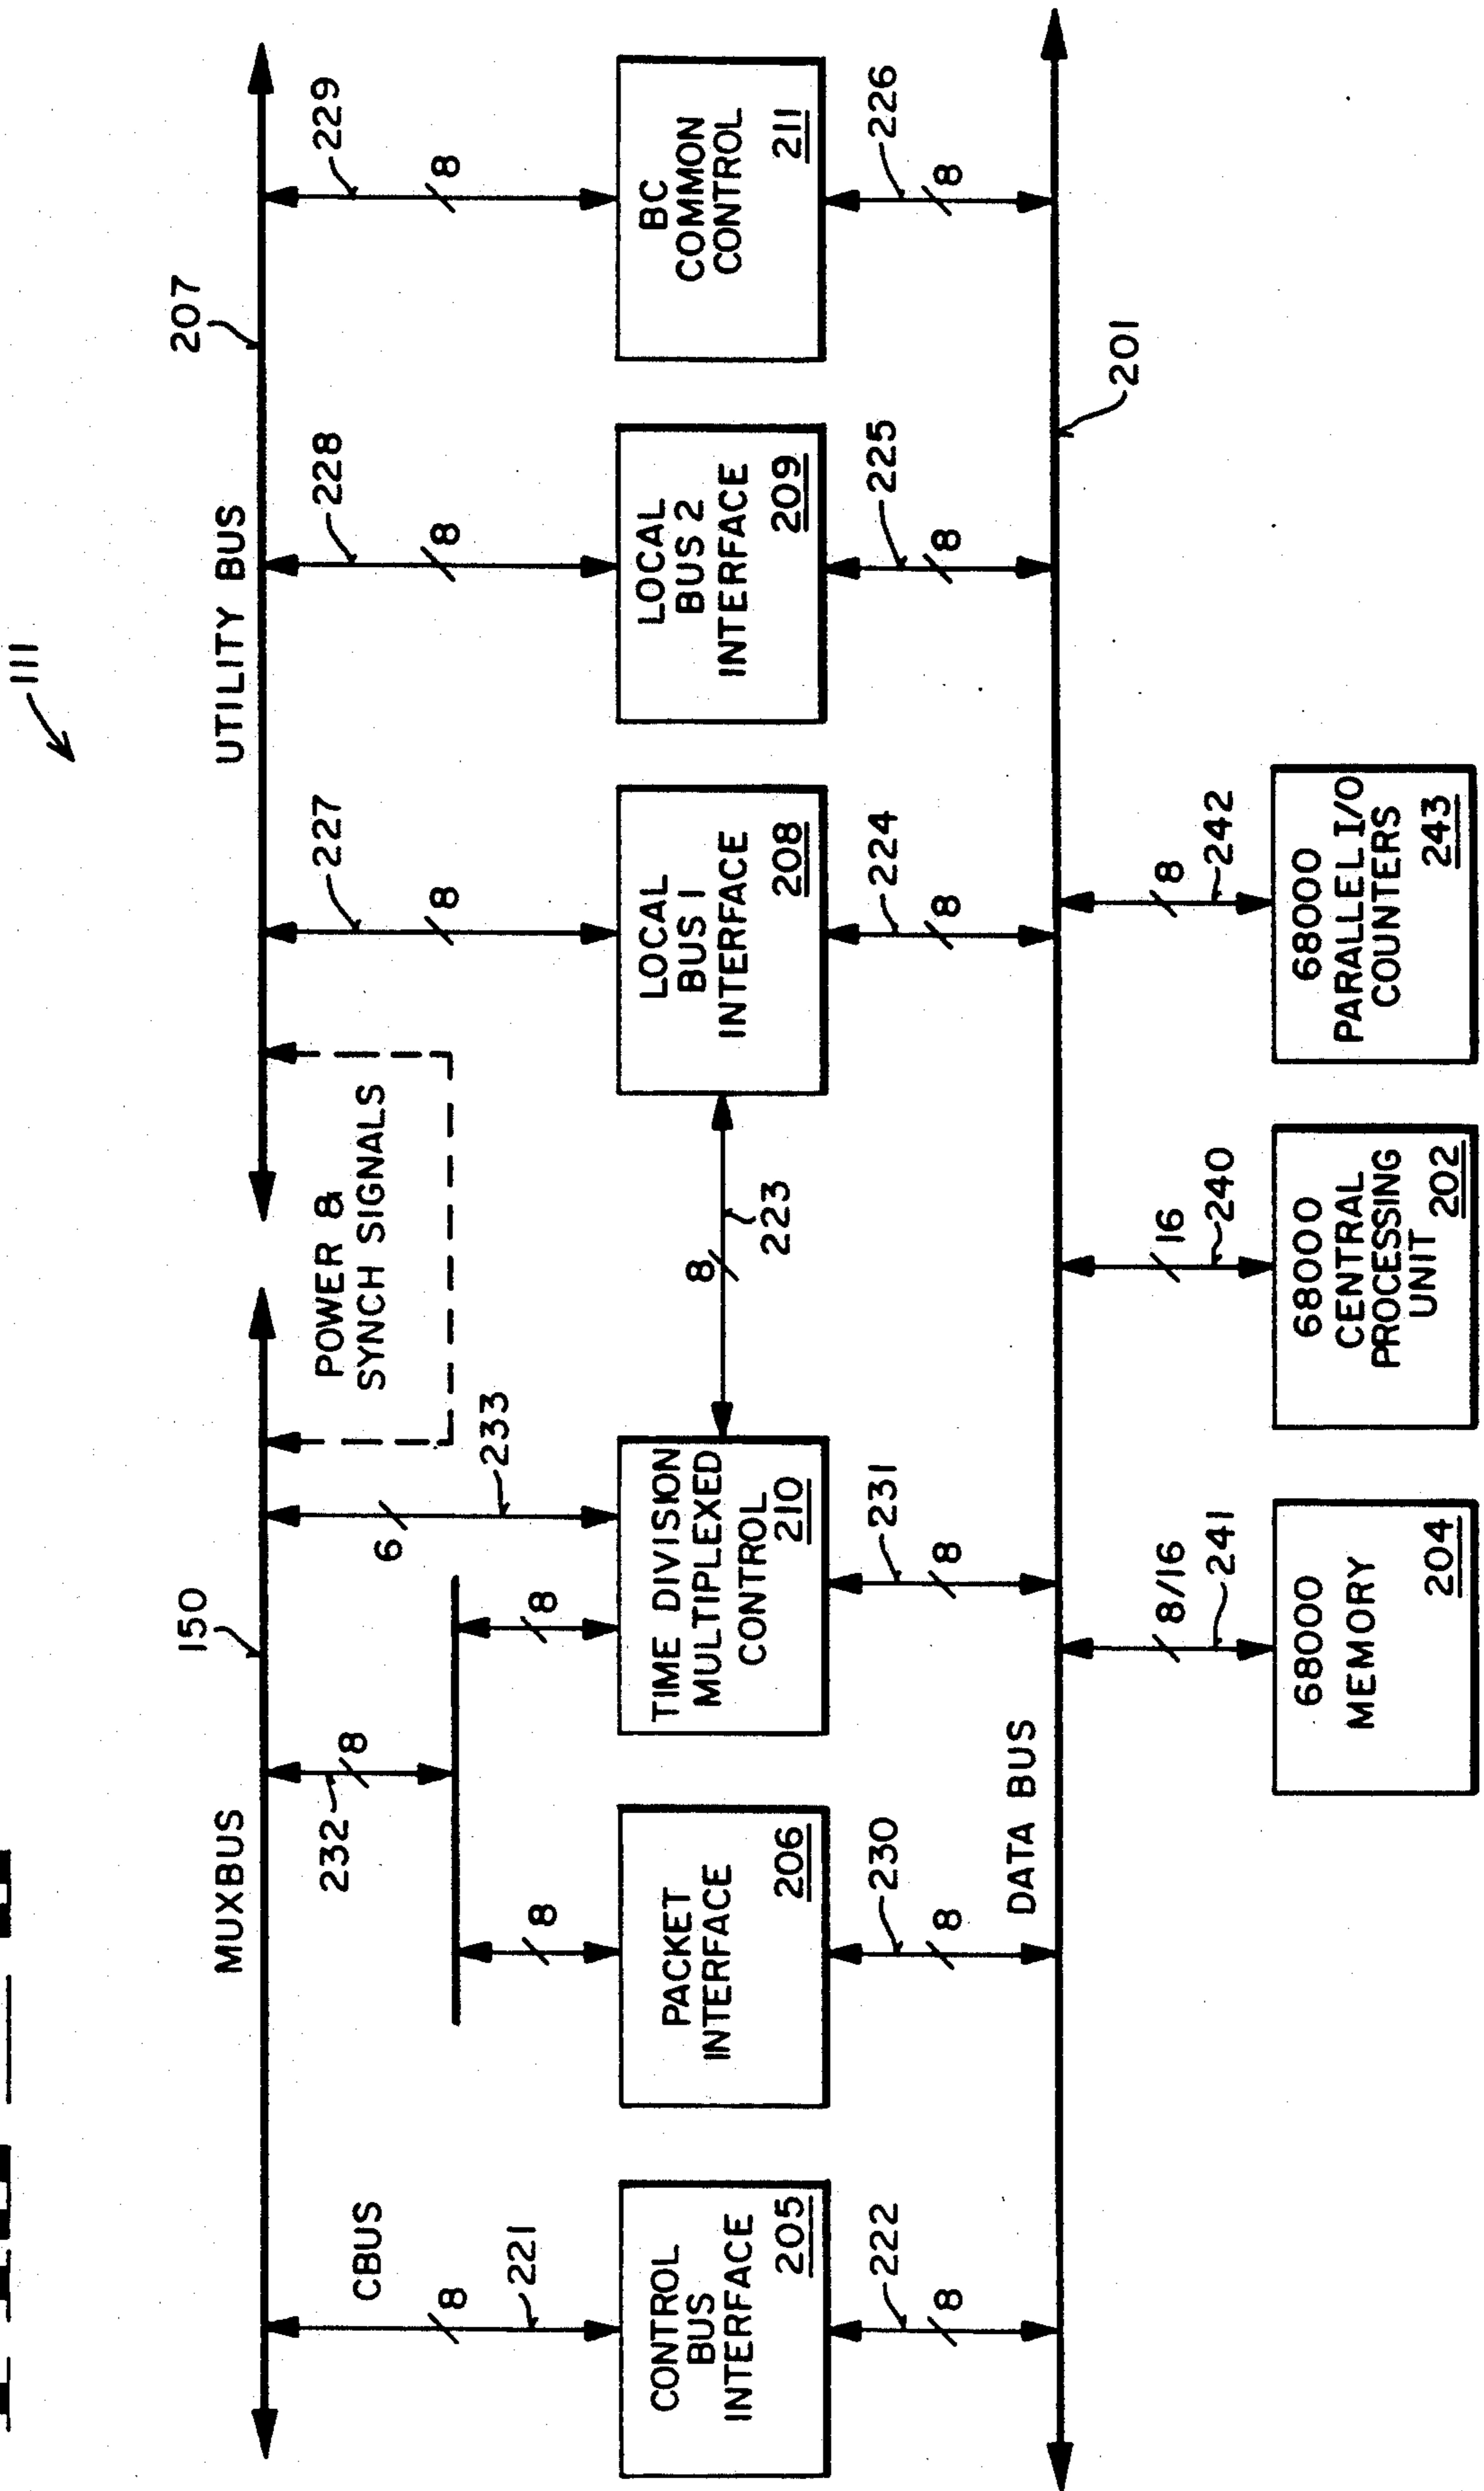 111
150
207
MUXBUS
UTILITY BUS
CBUS
8
221
232
8
8
8
6
233
POWER &
SYNCH SIGNALS
227
8
228
8
229
8
CONTROL
BUS
INTERFACE
205
PACKET
INTERFACE
206
TIME DIVISION
MULTIPLEXED
CONTROL
210
8
223
LOCAL
BUS 1
INTERFACE
208
LOCAL
BUS 2
INTERFACE
209
BC
COMMON
CONTROL
211
222
8
230
8
231
8
224
8
225
8
226
8
DATA BUS
201
8/16
241
16
240
8
242
68000
MEMORY
204
68000
CENTRAL
PROCESSING
UNIT
202
68000
PARALLEL I/O
COUNTERS
243